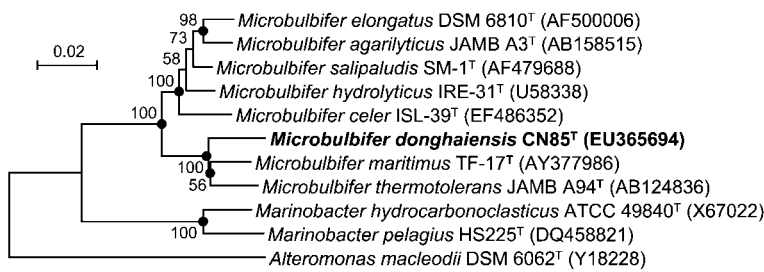 98
Microbulbifer elongatus DSM 6810ᵀ (AF500006)
73
Microbulbifer agarilyticus JAMB A3ᵀ (AB158515)
0.02
58
Microbulbifer salipaludis SM-1ᵀ (AF479688)
100
Microbulbifer hydrolyticus IRE-31ᵀ (U58338)
100
Microbulbifer celer ISL-39ᵀ (EF486352)
Microbulbifer donghaiensis CN85ᵀ (EU365694)
100
Microbulbifer maritimus TF-17ᵀ (AY377986)
56
Microbulbifer thermotolerans JAMB A94ᵀ (AB124836)
Marinobacter hydrocarbonoclasticus ATCC 49840ᵀ (X67022)
100
Marinobacter pelagius HS225ᵀ (DQ458821)
Alteromonas macleodii DSM 6062ᵀ (Y18228)